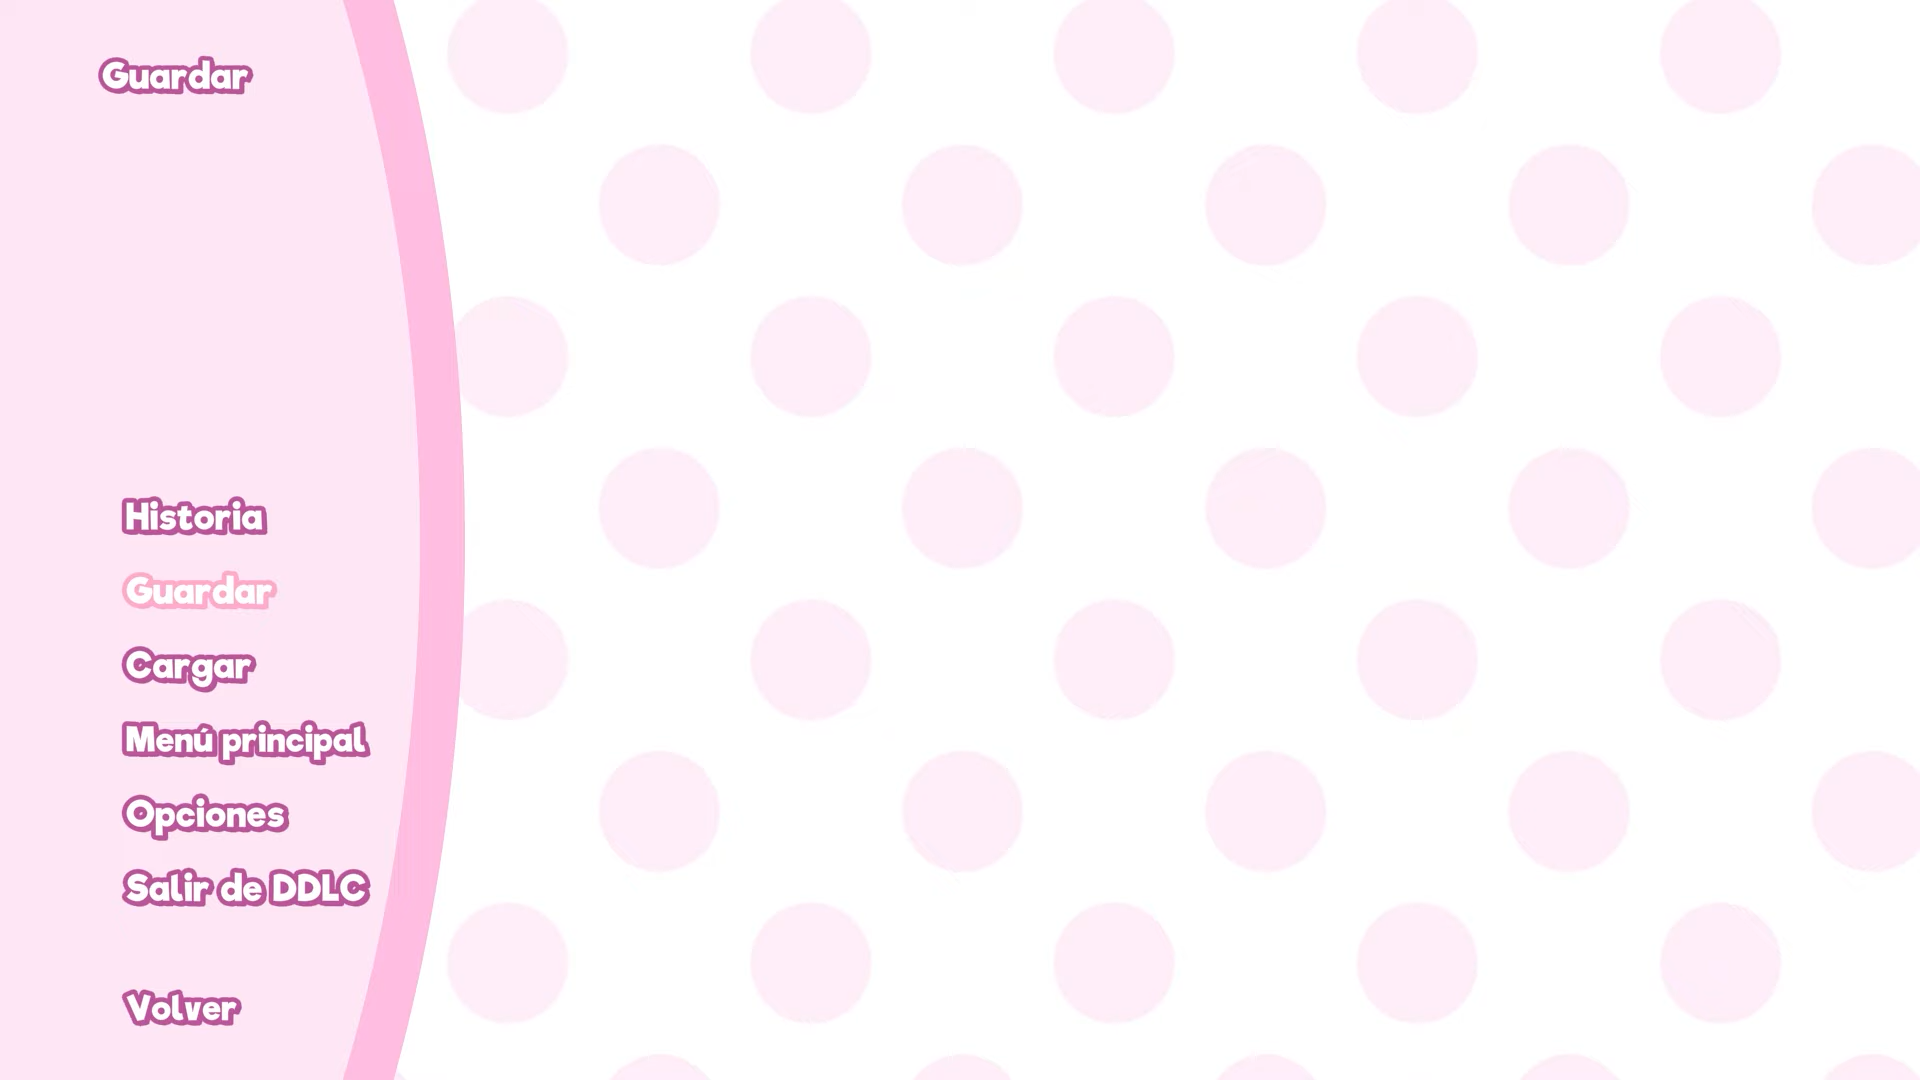 Guardar
Historia
Guardar
Cargar
Menú principal
Opciones
Salir de DDLC
Volver